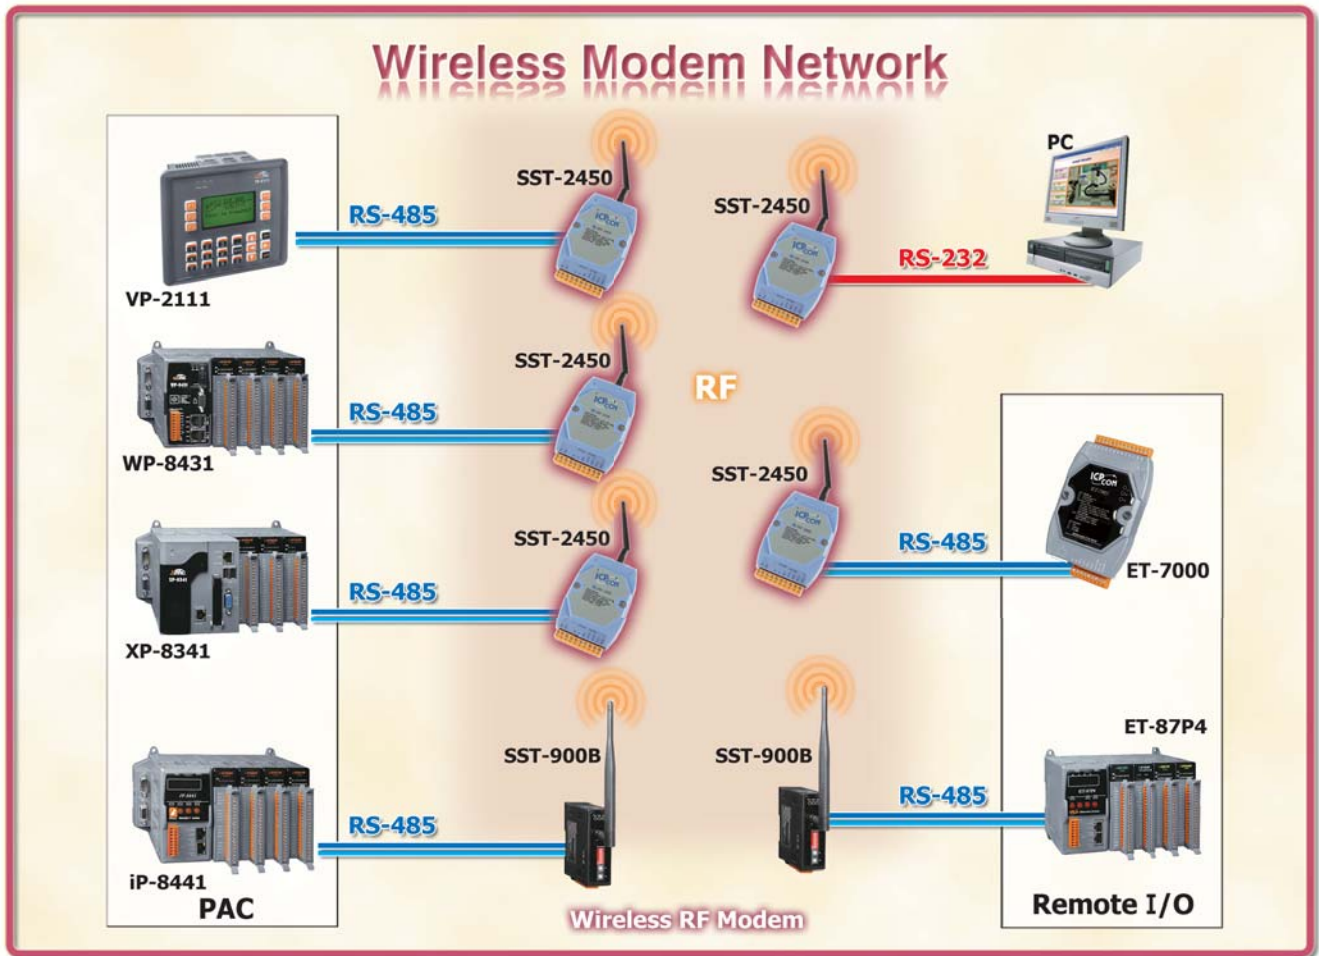 Wireless Modem Network
PC
SST-2450
SST-2450
RS-485
RS-232
VP-2111
SST-2450
RF
RS-485
WP-8431
SST-2450
SST-2450
RS-485
ET-7000
RS-485
XP-8341
ET-87P4
SST-900B
SST-900B
RS-485
RS-485
iP-8441
PAC
Remote I/O
Wireless RF Modem